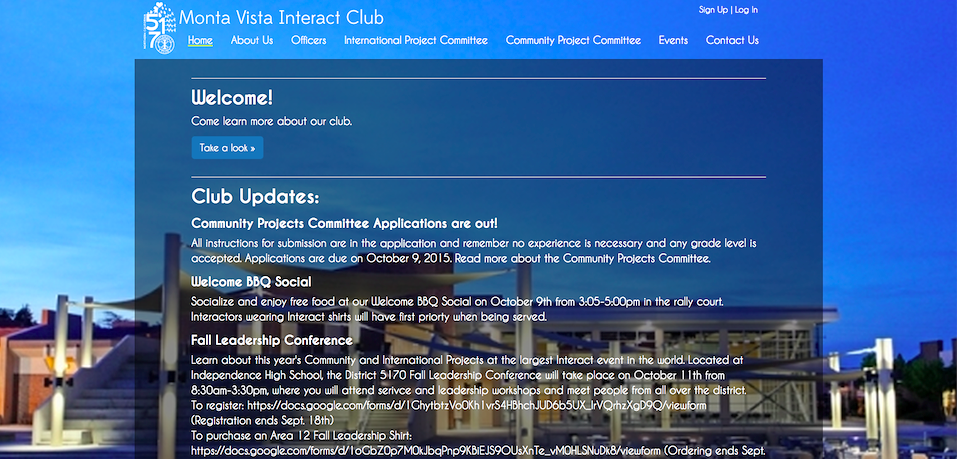 517
0
Monta Vista Interact Club
Sign Up | Log In
Home About Us Officers International Project Committee Community Project Committee Events Contact Us
Welcome!
Come learn more about our club.
Take a look »
Club Updates:
Community Projects Committee Applications are out!
All instructions for submission are in the application and remember no experience is necessary and any grade level is
accepted. Applications are due on October 9, 2015. Read more about the Community Projects Committee.
Welcome BBQ Social
Socialize and enjoy free food at our Welcome BBQ Social on October 9th from 3:05-5:00pm in the rally court.
Interactors wearing Interact shirts will have first priorty when being served.
Fall Leadership Conference
Learn about this year's Community and International Projects at the largest Interact event in the world. Located at
Independence High School, the District 5170 Fall Leadership Conference will take place on October 11th from
8:30am-3:30pm, where you will attend serivce and leadership workshops and meet people from all over the district.
To register: https://docs.google.com/forms/d/1GhytbtzVa0Kh1vrS4HBhchJUD6b5UX_lrVQrhzXgD9Q/viewform
(Registration ends Sept. 18th)
To purchase an Area 12 Fall Leadership Shirt:
https://docs.google.com/forms/d/1oCbZ0p7M0kJbqPnp9KBiEJS9OUsXnTe_vM0HLSNuDk8/viewform (Ordering ends Sept.